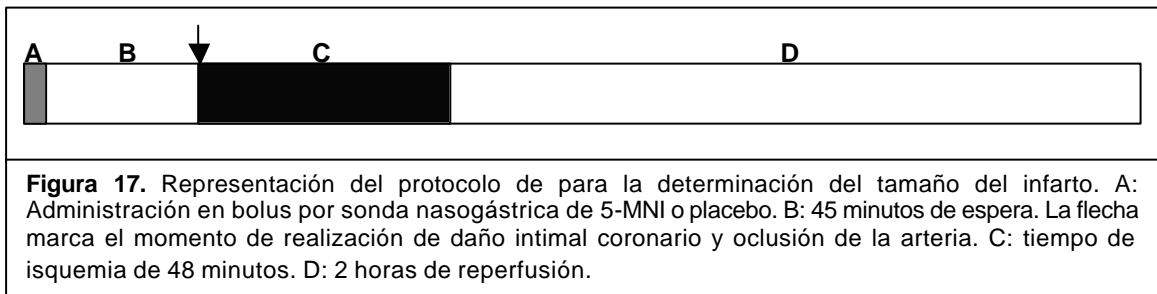 A B C D
Figura 17. Representación del protocolo de para la determinación del tamaño del infarto. A:
Administración en bolus por sonda nasogástrica de 5-MNI o placebo. B: 45 minutos de espera. La flecha
marca el momento de realización de daño intimal coronario y oclusión de la arteria. C: tiempo de
isquemia de 48 minutos. D: 2 horas de reperfusión.